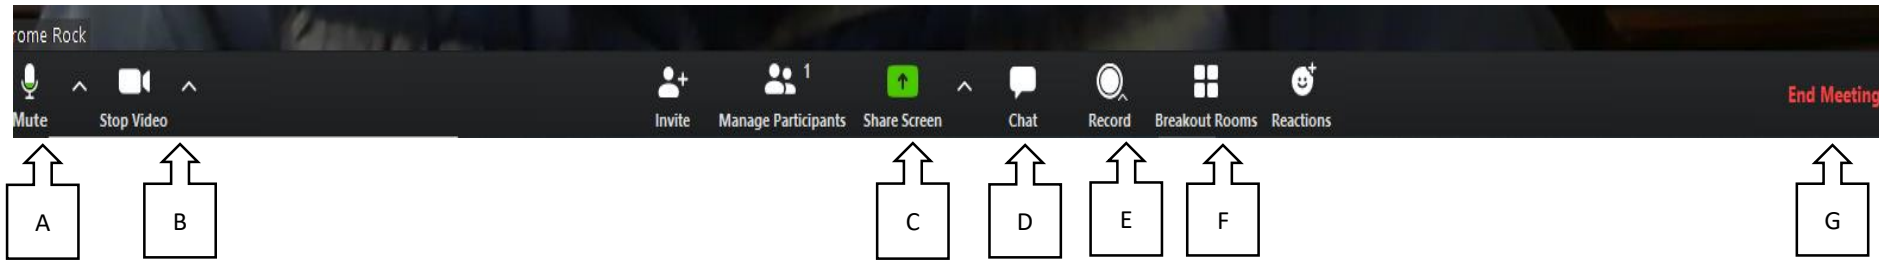 rome Rock
1
Mute Stop Video Invite Manage Participants Share Screen Chat Record Breakout Rooms Reactions End Meeting
A B C D E F G